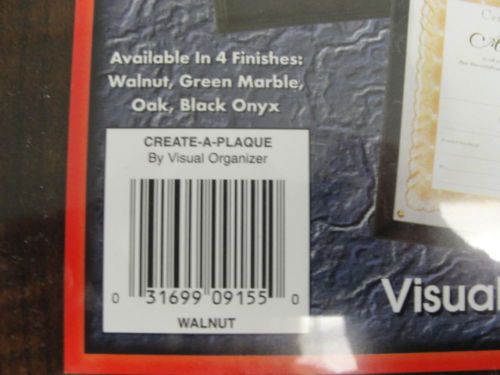 Available In 4 Finishes:
Walnut, Green Marble,
Oak, Black Onyx
CREATE-A-PLAQUE
By Visual Organizer
0 31699 09155 0
WALNUT
Visual